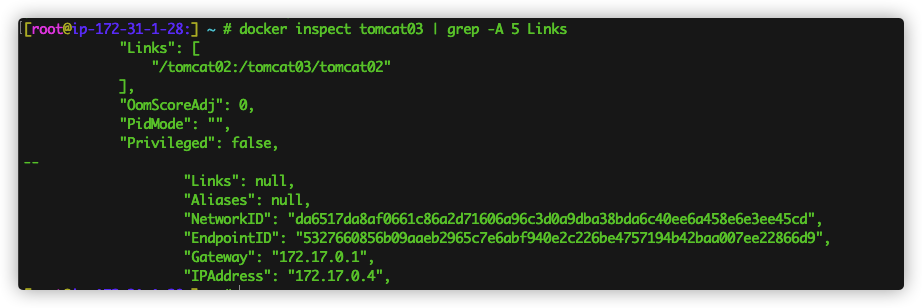 [root@ip-172-31-1-28:] ~ # docker inspect tomcat03 | grep -A 5 Links
"Links": [
"/tomcat02:/tomcat03/tomcat02"
],
"OomScoreAdj": 0,
"PidMode": "",
"Privileged": false,
--
"Links": null,
"Aliases": null,
"NetworkID": "da6517da8af0661c86a2d71606a96c3d0a9dba38bda6c40ee6a458e6e3ee45cd",
"EndpointID": "5327660856b09aaeb2965c7e6abf940e2c226be4757194b42baa007ee22866d9",
"Gateway": "172.17.0.1",
"IPAddress": "172.17.0.4",